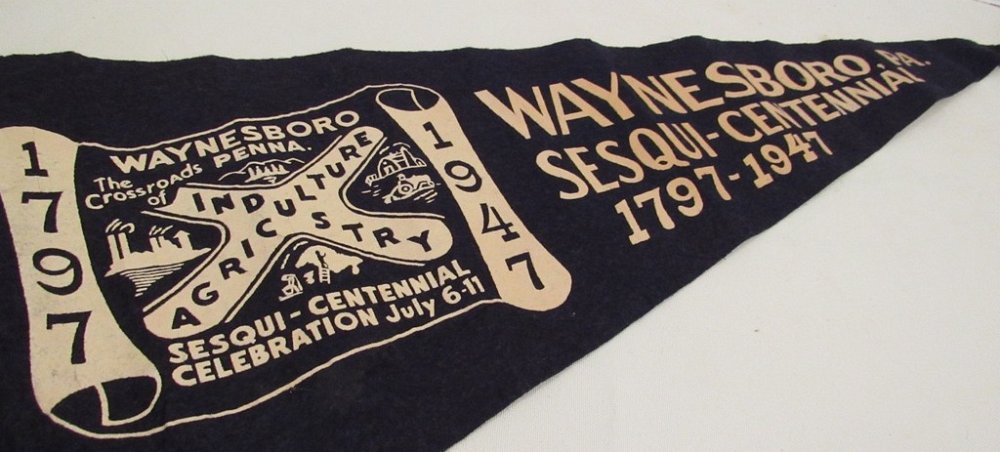 1797
WAYNESBORO
PENNA.
The
Crossroads
of
INDUSTRY
AGRICULTURE
SESQUI-CENTENNIAL
CELEBRATION July 6-11
1947
WAYNESBORO, PA.
SESQUI-CENTENNIAL
1797-1947